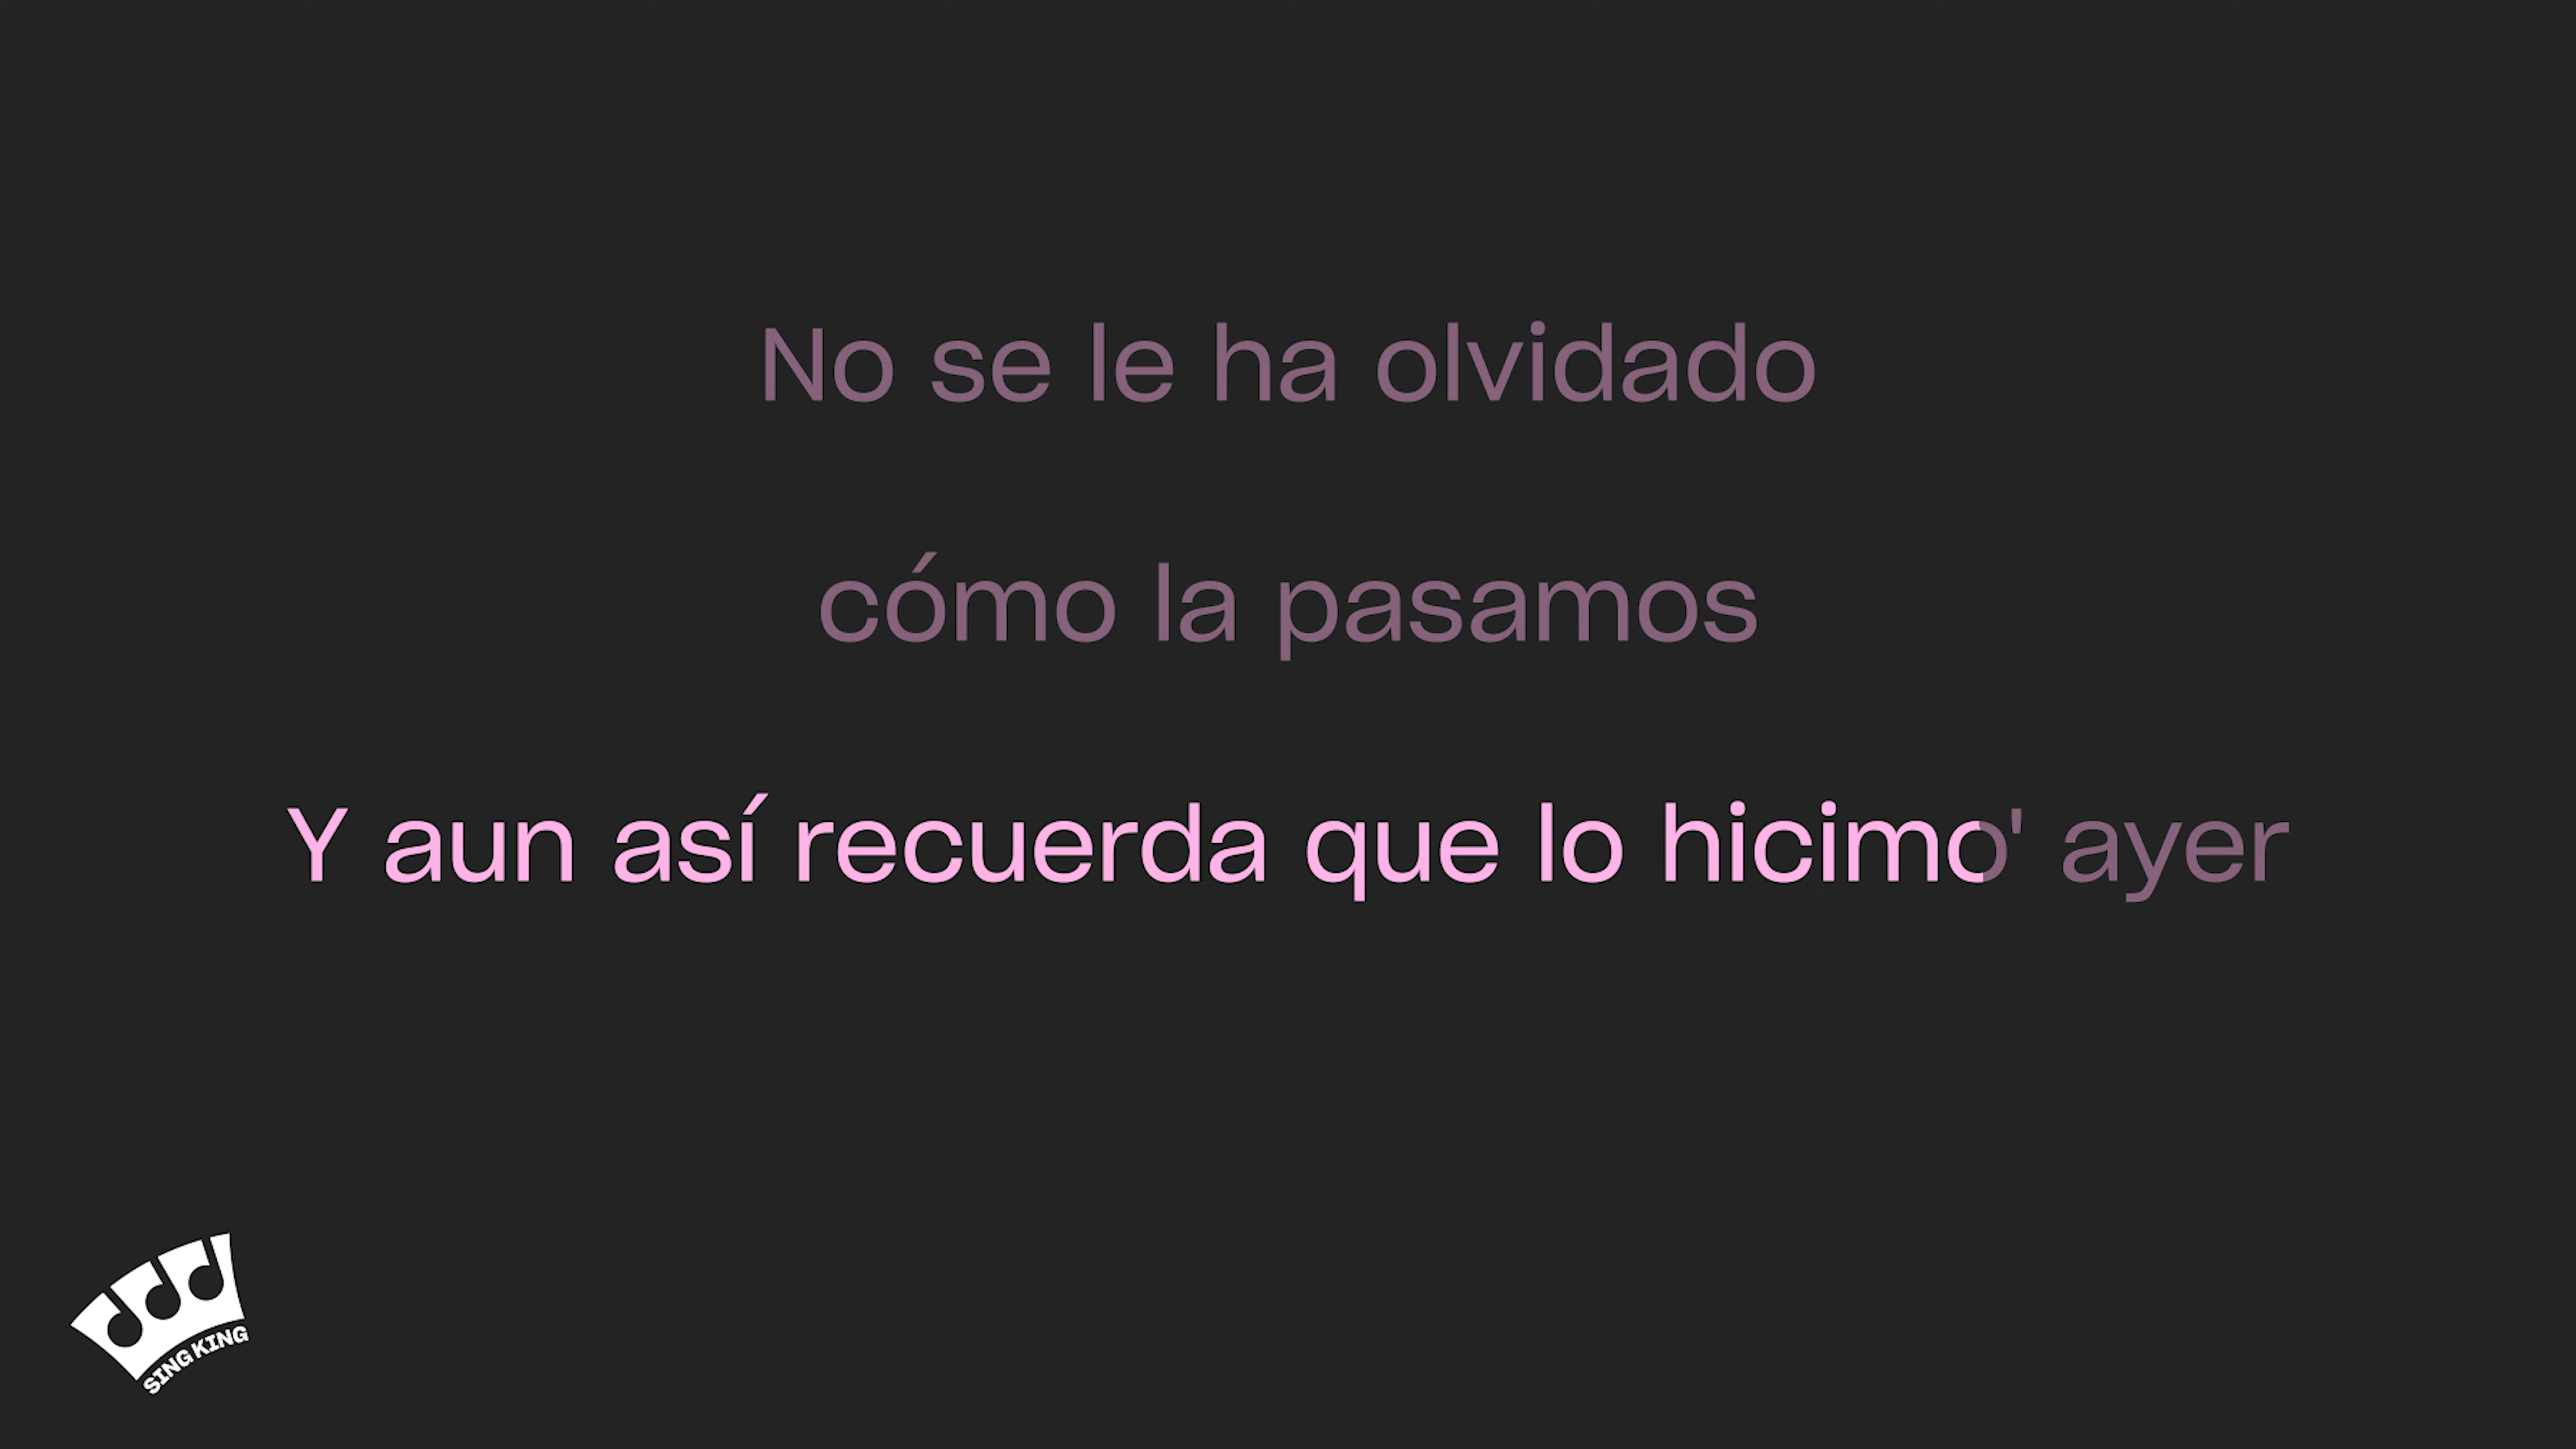 No se le ha olvidado
cómo la pasamos
Y aun así recuerda que lo hicimo' ayer
SING KING